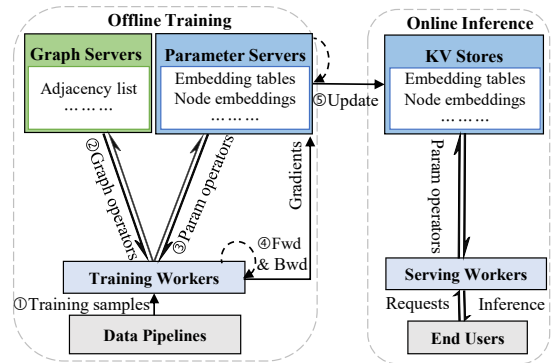 Offline Training
Graph Servers
Adjacency list
………
Parameter Servers
Embedding tables
Node embeddings
………
⑤Update
②Graph operators
③Param operators
Gradients
④Fwd
& Bwd
Training Workers
①Training samples
Data Pipelines
Online Inference
KV Stores
Embedding tables
Node embeddings
………
Param operators
Serving Workers
Requests
Inference
End Users